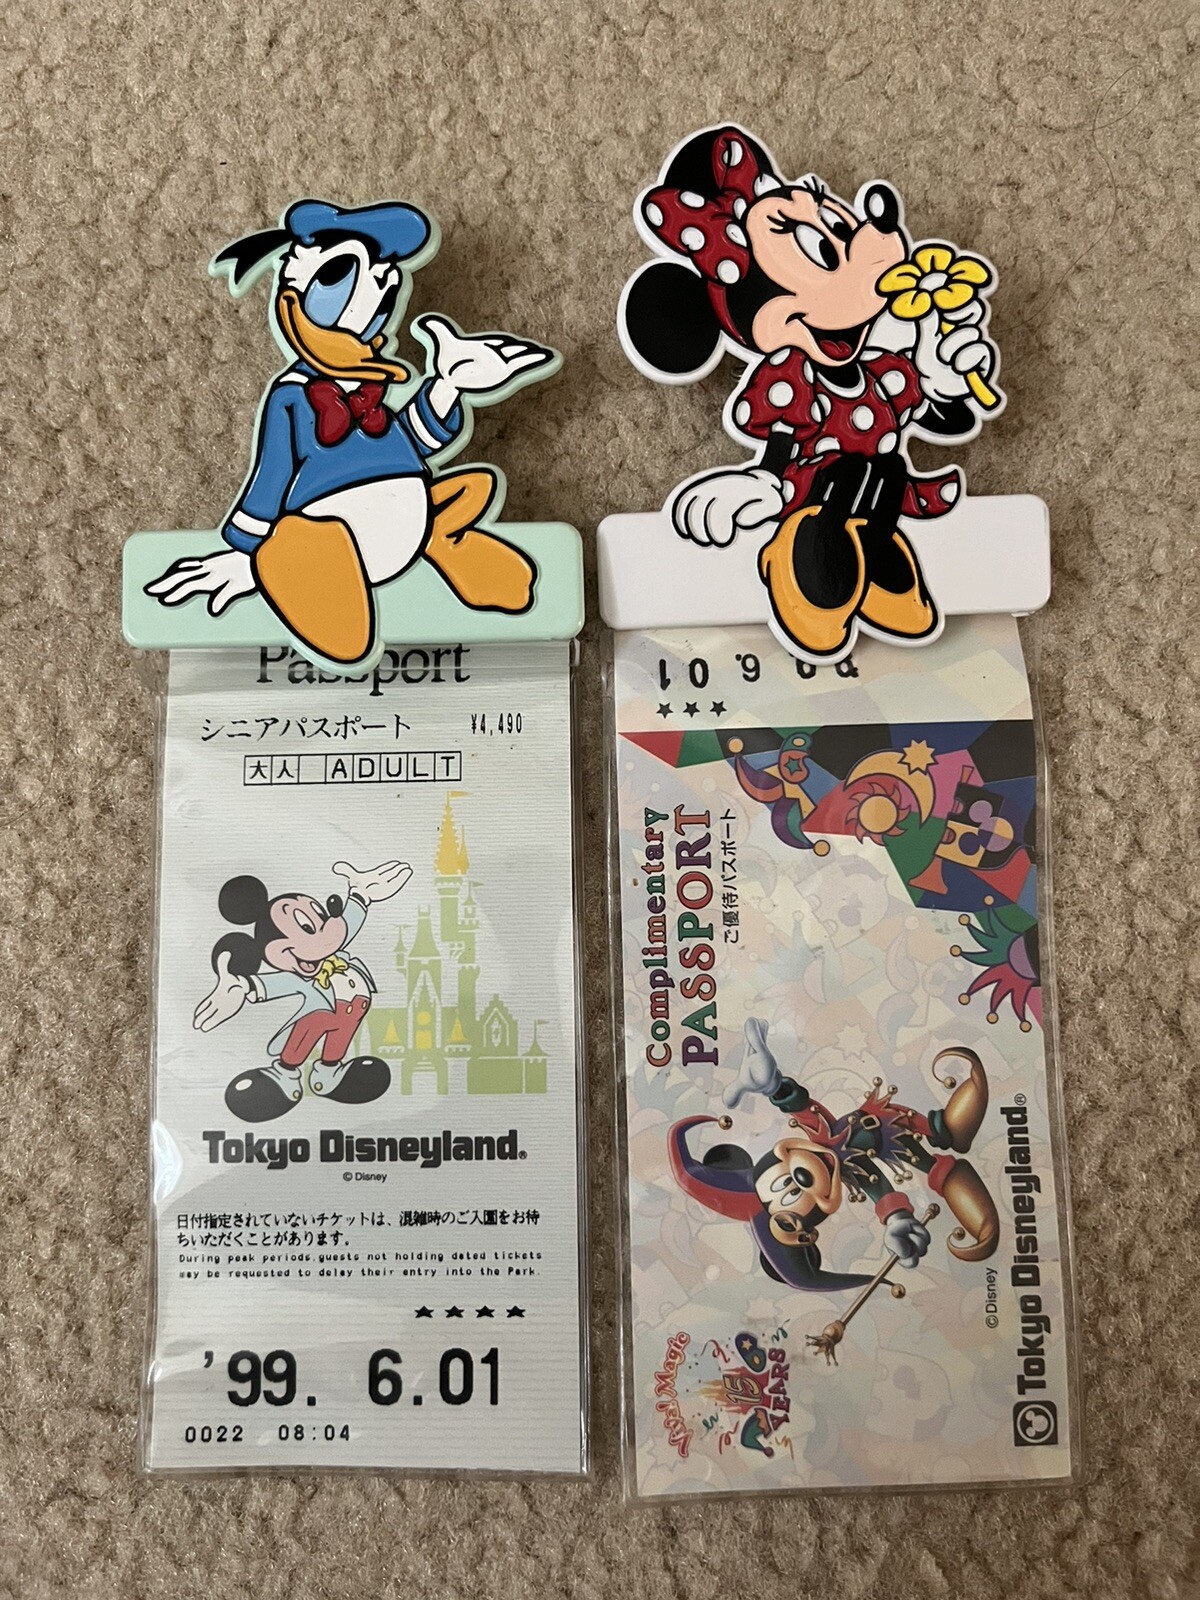 Passport
シニアパスポート ¥4,490
大人 ADULT
Tokyo Disneyland®
© Disney
日付指定されていないチケットは、混雑時のご入園をお待
ちいただくことがあります。
During peak periods,guests not holding dated tickets
may be requested to delay their entry into the Park.
★★★★
'99. 6.01
0022 08:04
99. 6. 01
★★★
Complimentary
PASSPORT
ご優待パスポート
15
YEARS
©Disney
Tokyo Disneyland®